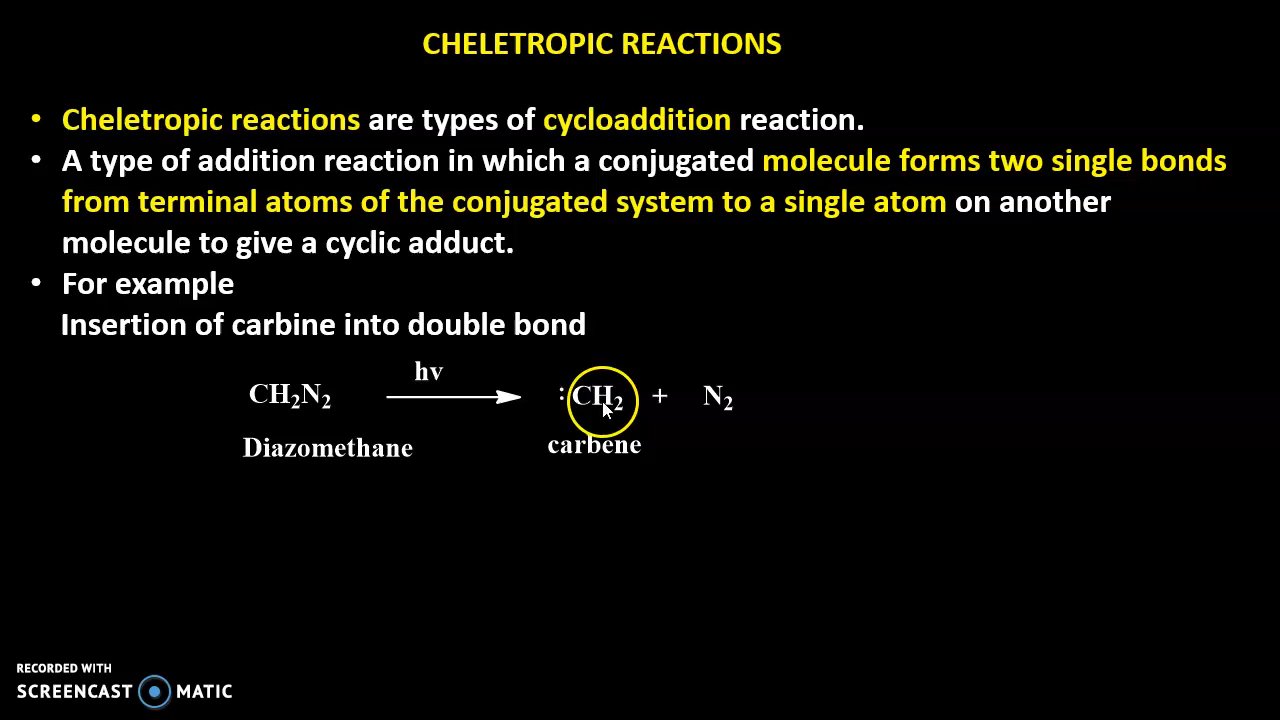 CHELETROPIC REACTIONS
• Cheletropic reactions are types of cycloaddition reaction.
• A type of addition reaction in which a conjugated molecule forms two single bonds
from terminal atoms of the conjugated system to a single atom on another
molecule to give a cyclic adduct.
• For example
Insertion of carbine into double bond
hv
CH₂N₂ :CH₂ + N₂
Diazomethane carbene
RECORDED WITH
SCREENCAST MATIC